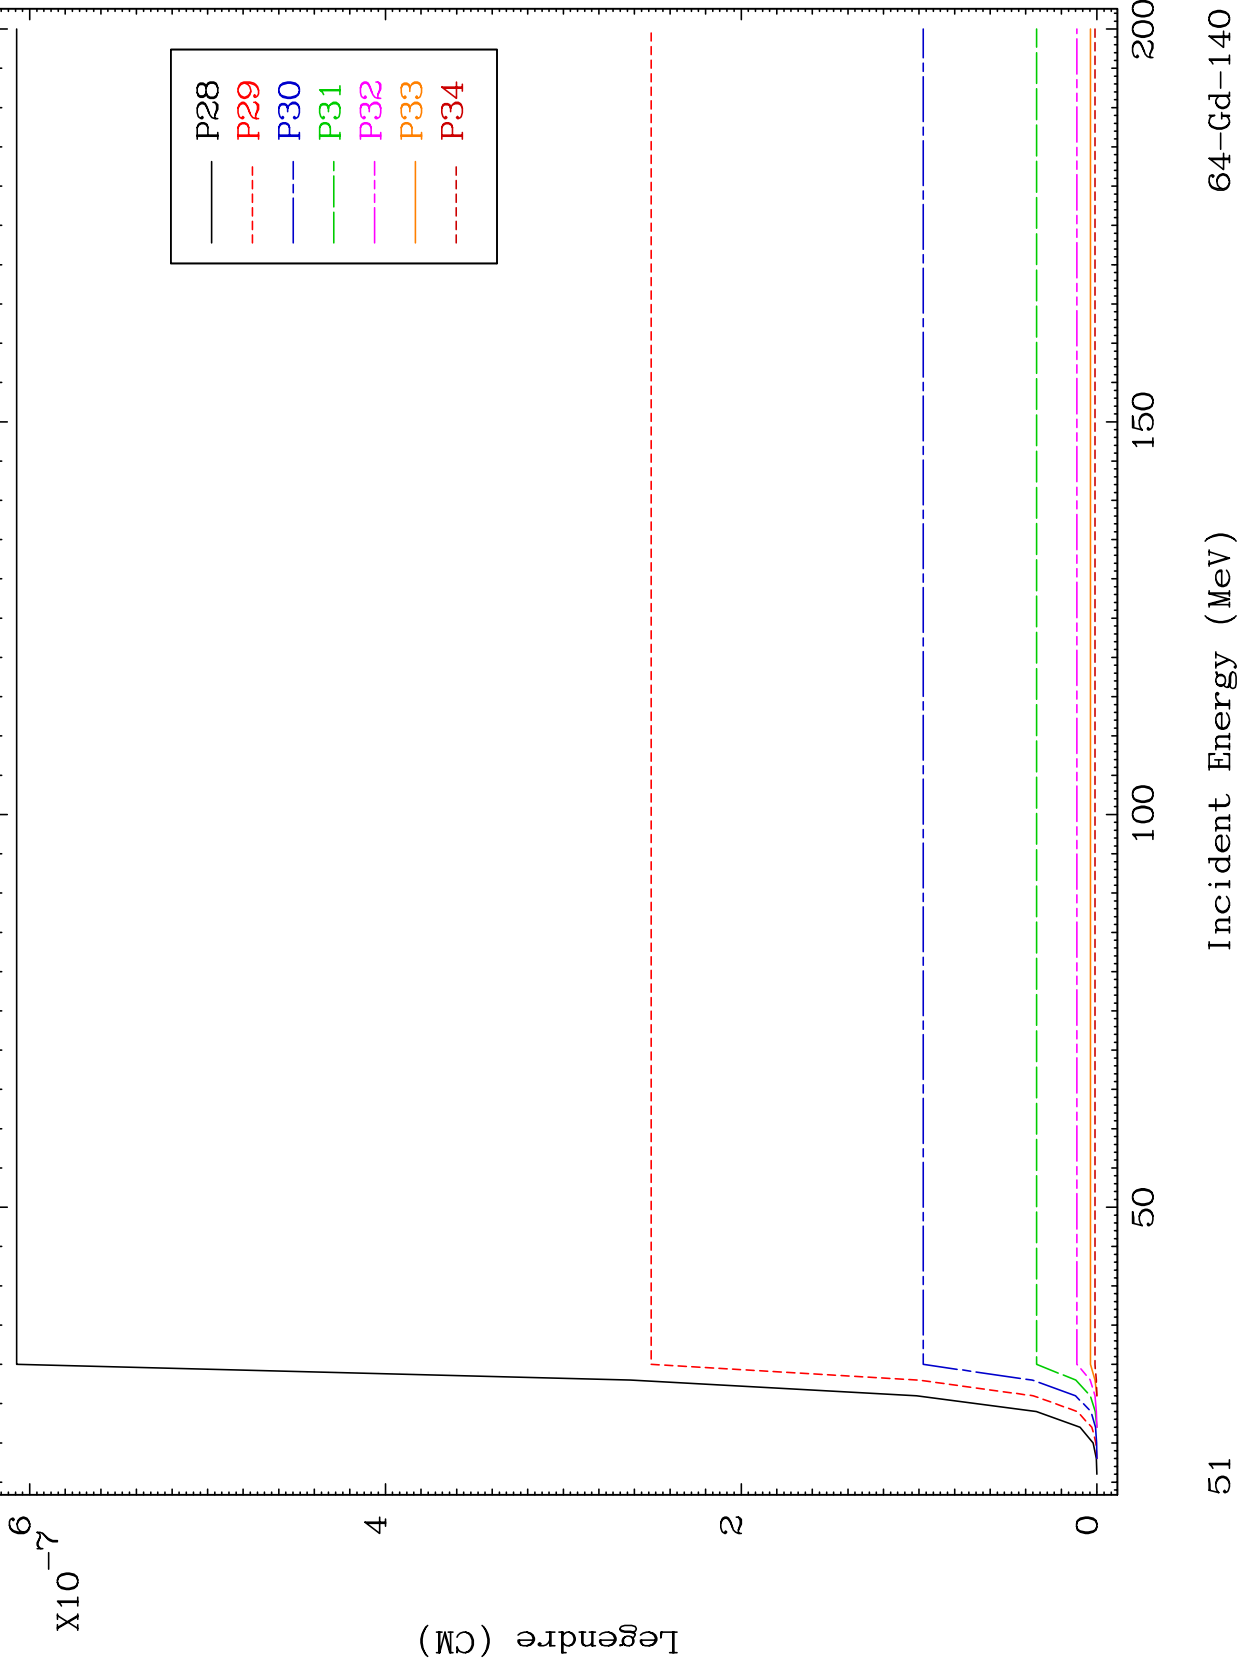 X10-7
6
4
2
0
Legendre (CM)
P28
P29
P30
P31
P32
P33
P34
50
100
150
200
51
Incident Energy (MeV)
64-Gd-140